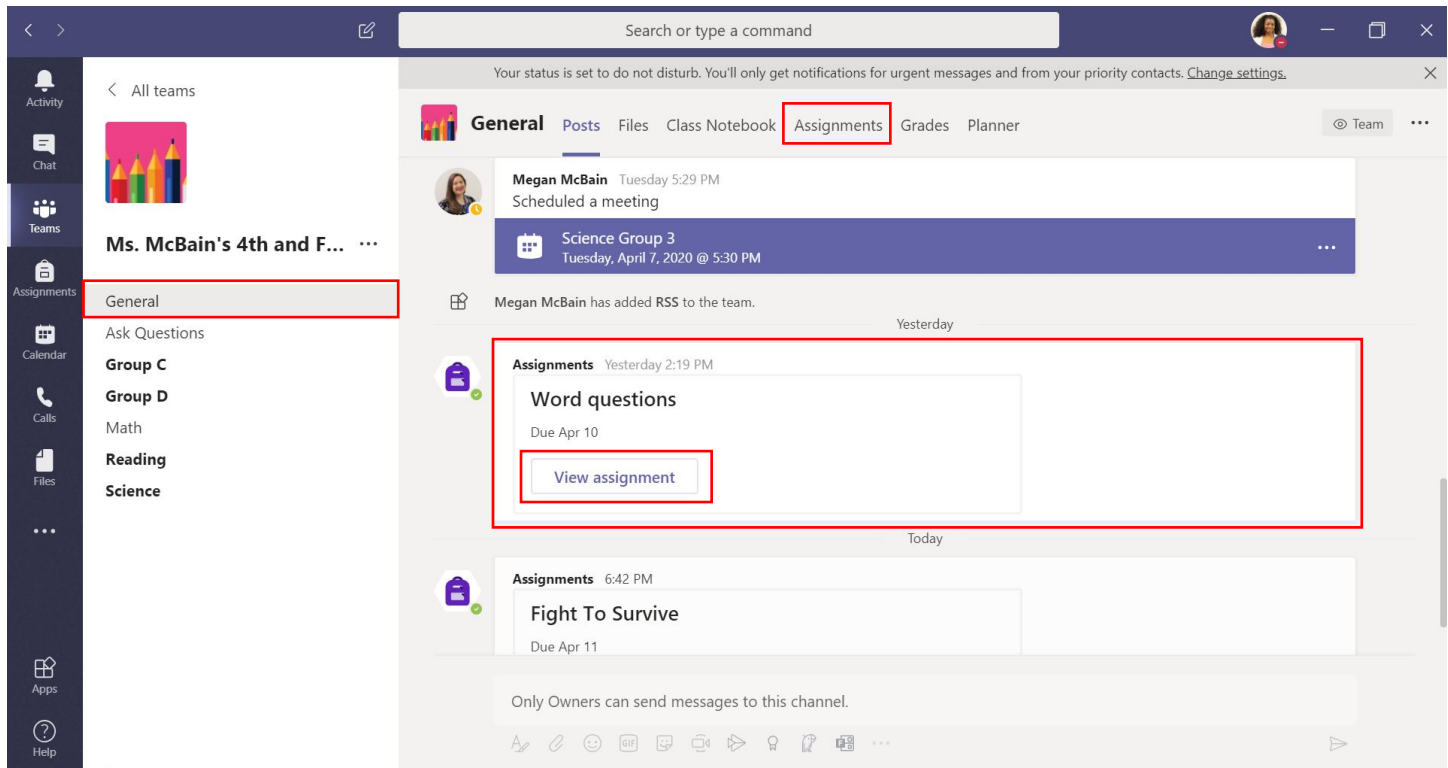 Search or type a command
Activity
Chat
Teams
Assignments
Calendar
Calls
Files
Apps
Help
All teams
Ms. McBain's 4th and F...
General
Ask Questions
Group C
Group D
Math
Reading
Science
Your status is set to do not disturb. You'll only get notifications for urgent messages and from your priority contacts. Change settings.
General Posts Files Class Notebook Assignments Grades Planner
Team
Megan McBain Tuesday 5:29 PM
Scheduled a meeting
Science Group 3
Tuesday, April 7, 2020 @ 5:30 PM
Megan McBain has added RSS to the team.
Yesterday
Assignments Yesterday 2:19 PM
Word questions
Due Apr 10
View assignment
Today
Assignments 6:42 PM
Fight To Survive
Due Apr 11
Only Owners can send messages to this channel.
GIF